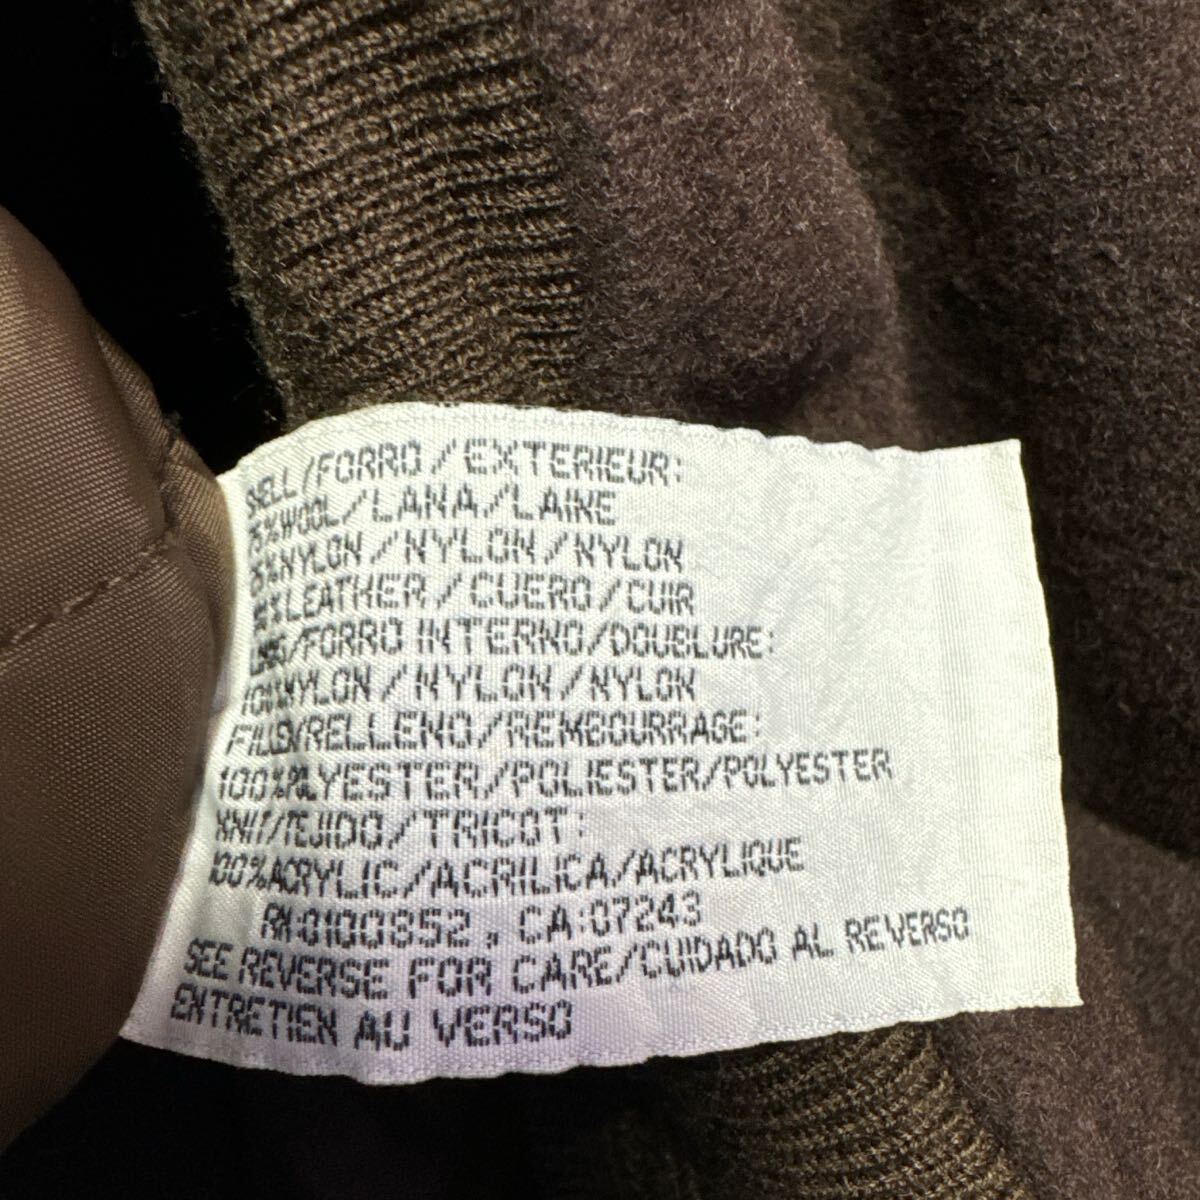 SHELL/FORRO/EXTERIEUR:
WOOL/LANA/LAINE
NYLON/NYLON/NYLON
LEATHER/CUERO/CUIR
/FORRO INTERNO/DOUBLURE:
100%NYLON/NYLON/NYLON
FILLER/RELLENO/REMBOURRAGE:
100%POLYESTER/POLIESTER/POLYESTER
KNIT/TEJIDO/TRICOT:
100%ACRYLIC/ACRILICA/ACRYLIQUE
RN:0100852, CA:07243
SEE REVERSE FOR CARE/CUIDADO AL REVERSO
ENTRETIEN AU VERSO